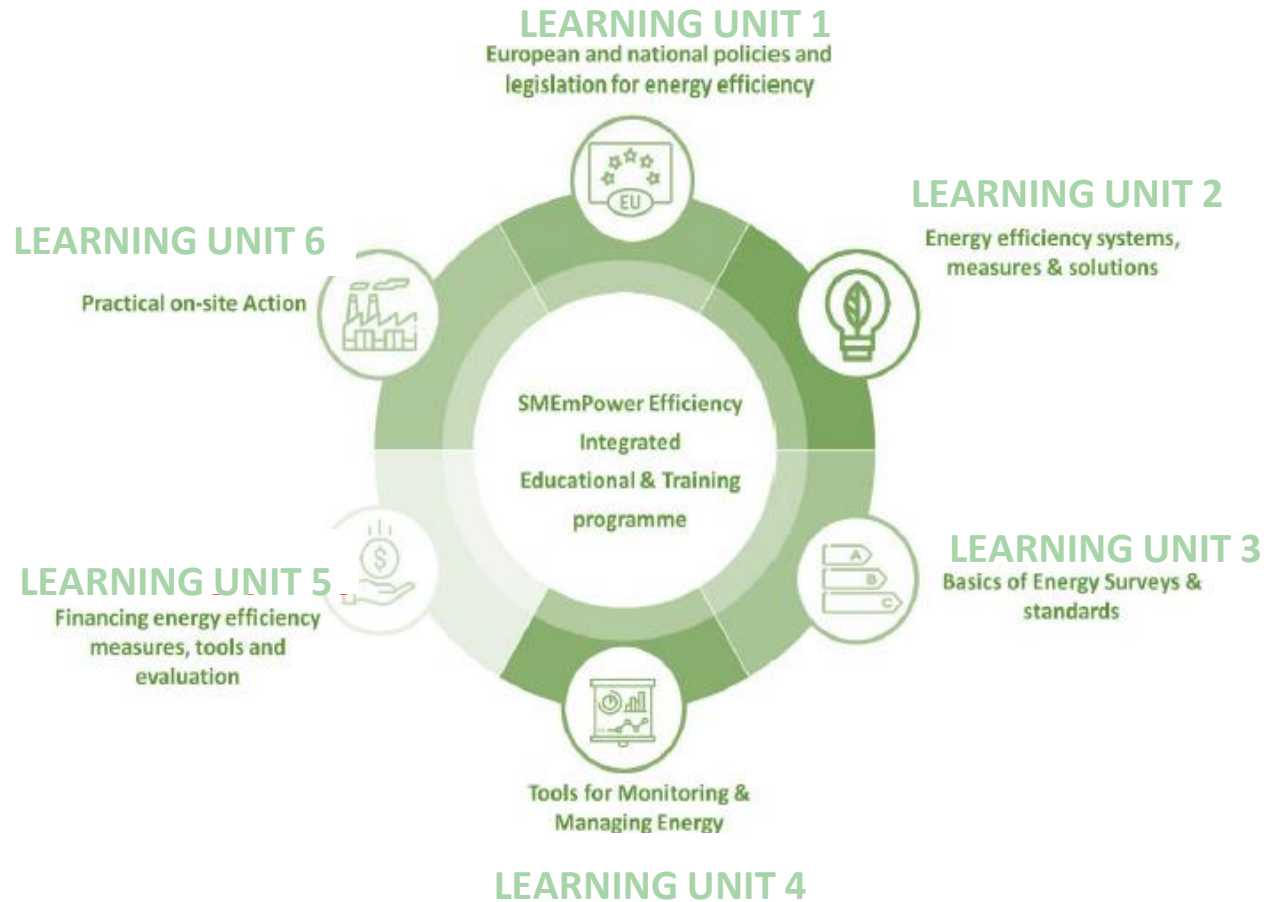 LEARNING UNIT 1
European and national policies and
legislation for energy efficiency
EU
LEARNING UNIT 2
Energy efficiency systems,
measures & solutions
LEARNING UNIT 6
Practical on-site Action
SMEmPower Efficiency
Integrated
Educational & Training
programme
A
B
C
LEARNING UNIT 3
Basics of Energy Surveys &
standards
$
LEARNING UNIT 5
Financing energy efficiency
measures, tools and
evaluation
Tools for Monitoring &
Managing Energy
LEARNING UNIT 4